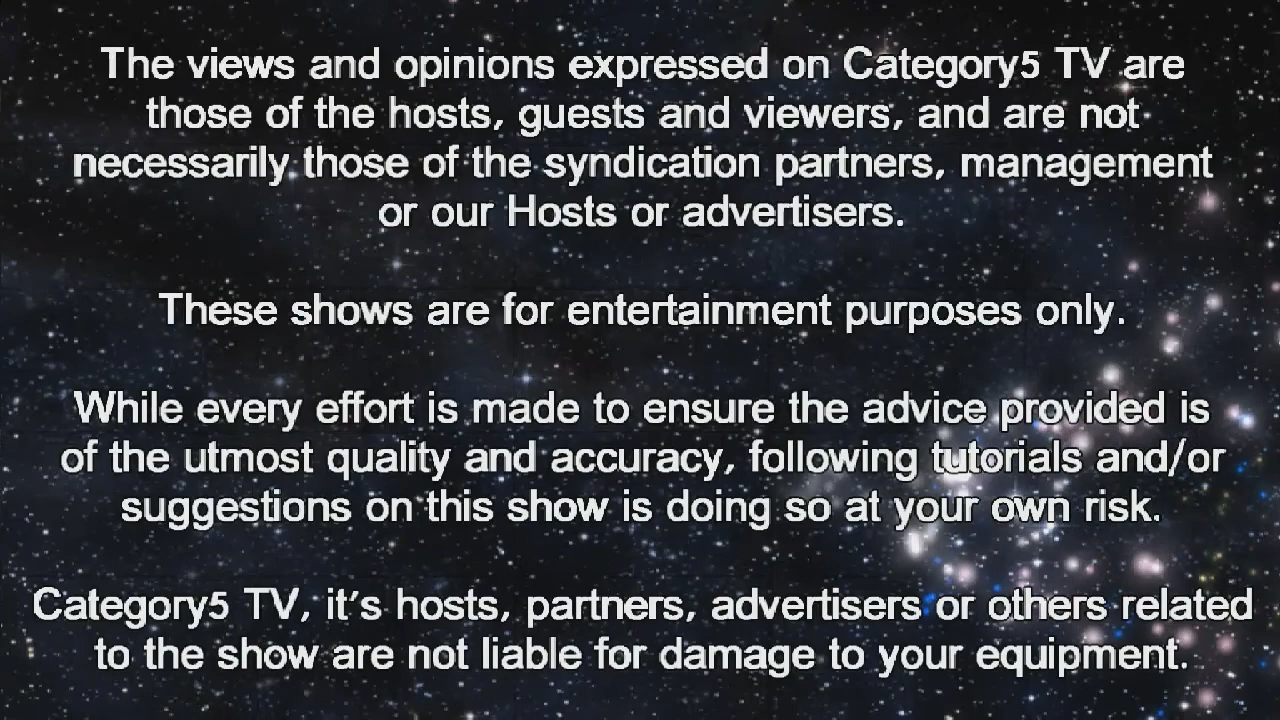 The views and opinions expressed on Category5 TV are
those of the hosts, guests and viewers, and are not
necessarily those of the syndication partners, management
or our Hosts or advertisers.
These shows are for entertainment purposes only.
While every effort is made to ensure the advice provided is
of the utmost quality and accuracy, following tutorials and/or
suggestions on this show is doing so at your own risk.
Category5 TV, it's hosts, partners, advertisers or others related
to the show are not liable for damage to your equipment.